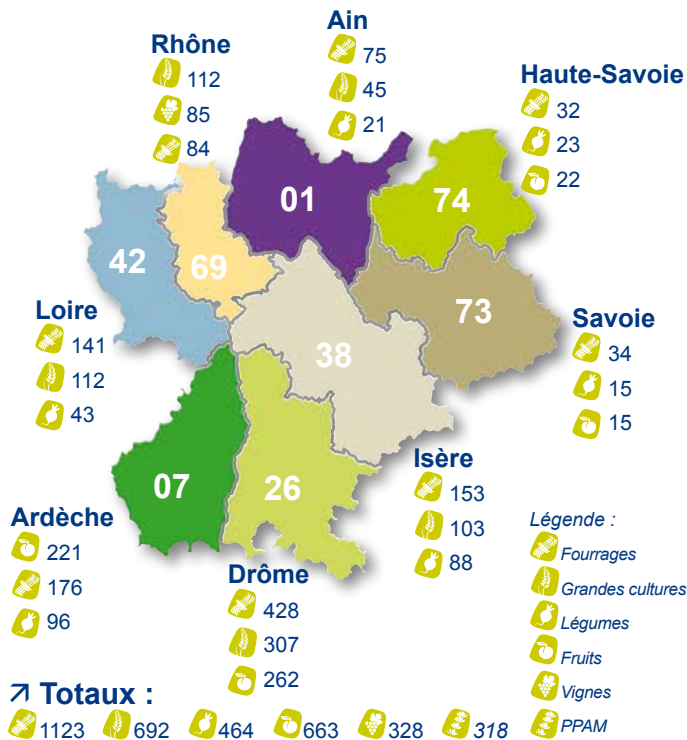 Ain
75
45
21
Rhône
112
85
84
Haute-Savoie
32
23
22
01
74
42
69
73
38
07
26
Loire
141
112
43
Savoie
34
15
15
Isère
153
103
88
Ardèche
221
176
96
Drôme
428
307
262
Légende :
Fourrages
Grandes cultures
Légumes
Fruits
Vignes
PPAM
↗ Totaux :
1123 692 464 663 328 318